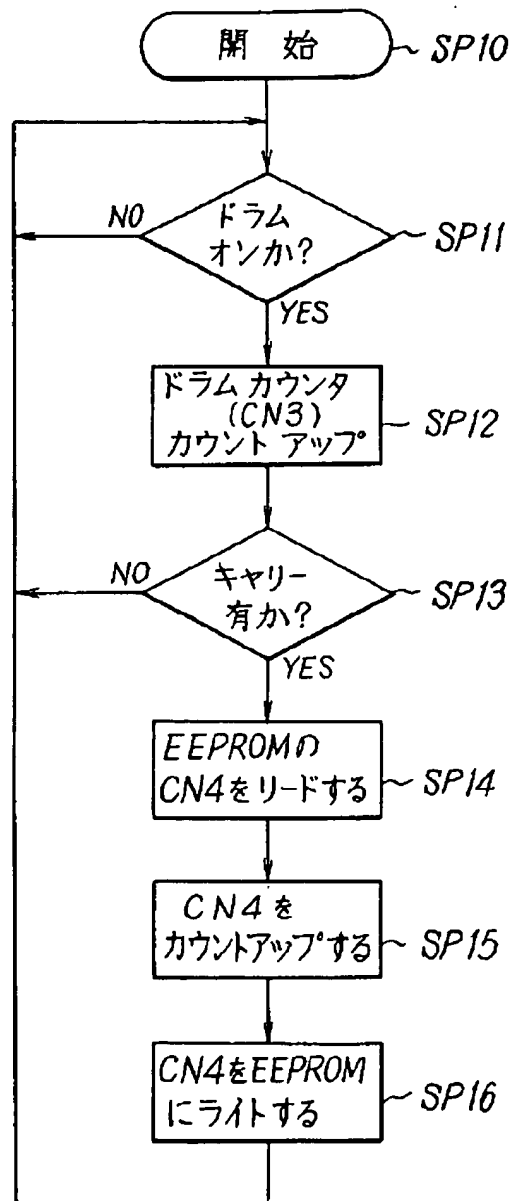 開 始
SP10
NO
ドラム
オンか?
SP11
YES
ドラム カウンタ
(CN3)
カウント アップ
SP12
NO
キャリー
有か?
SP13
YES
EEPROMの
CN4をリードする
SP14
CN4を
カウントアップする
SP15
CN4をEEPROM
にライトする
SP16